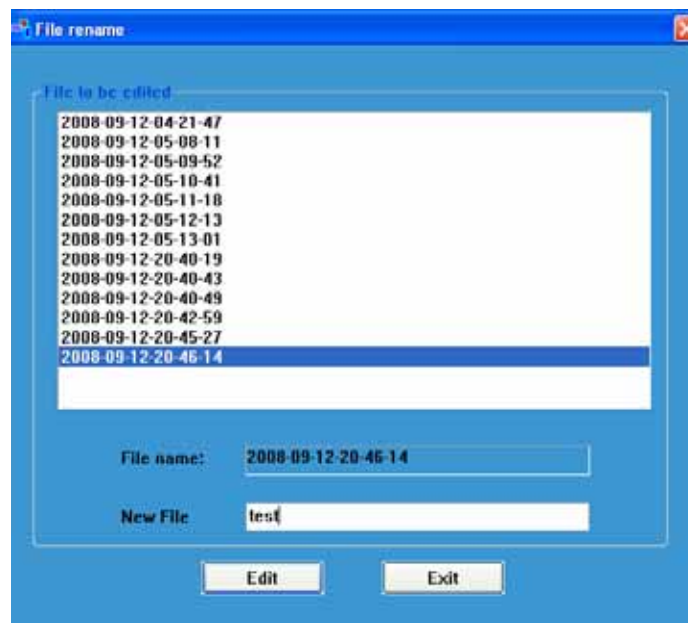 File rename
File to be edited
2008-09-12-04-21-47
2008-09-12-05-08-11
2008-09-12-05-09-52
2008-09-12-05-10-41
2008-09-12-05-11-18
2008-09-12-05-12-13
2008-09-12-05-13-01
2008-09-12-20-40-19
2008-09-12-20-40-43
2008-09-12-20-40-49
2008-09-12-20-42-59
2008-09-12-20-45-27
2008-09-12-20-46-14
File name: 2008-09-12-20-46-14
New File test
Edit Exit